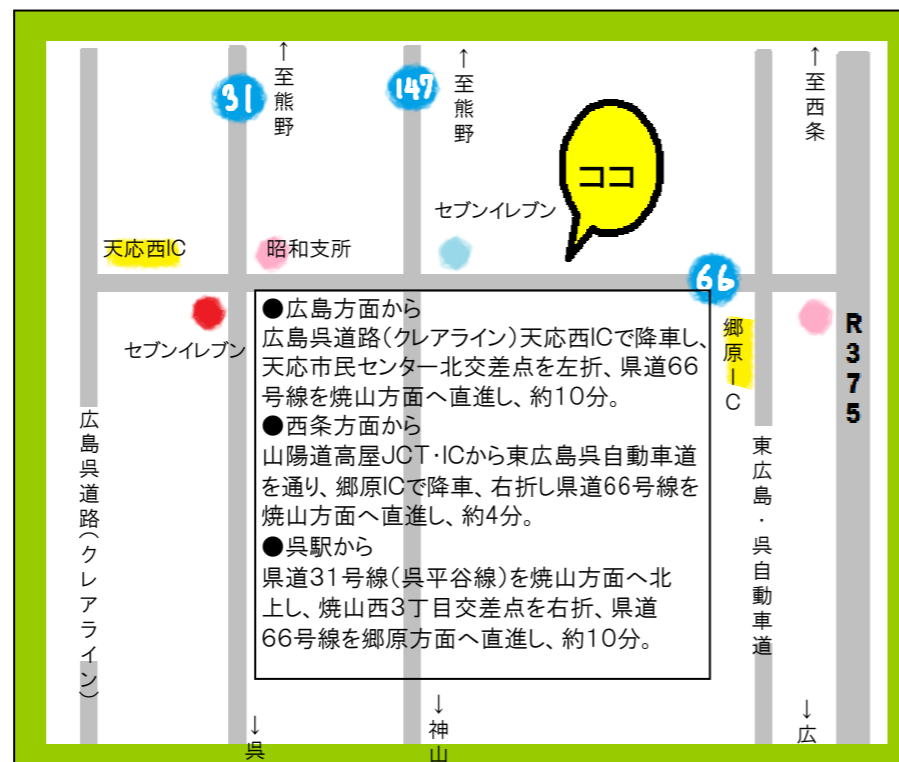 ↑至熊野
↑至熊野
↑至西条
31
147
ココ
セブンイレブン
天応西IC
昭和支所
66
セブンイレブン
郷原IC
R375
●広島方面から
広島呉道路(クレアライン)天応西ICで降車し、
天応市民センター北交差点を左折、県道66
号線を焼山方面へ直進し、約10分。
●西条方面から
山陽道高屋JCT・ICから東広島呉自動車道
を通り、郷原ICで降車、右折し県道66号線を
焼山方面へ直進し、約4分。
●呉駅から
県道31号線(呉平谷線)を焼山方面へ北
上し、焼山西3丁目交差点を右折、県道
66号線を郷原方面へ直進し、約10分。
広島呉道路(クレアライン)
東広島・呉自動車道
↓呉
↓神山
↓広